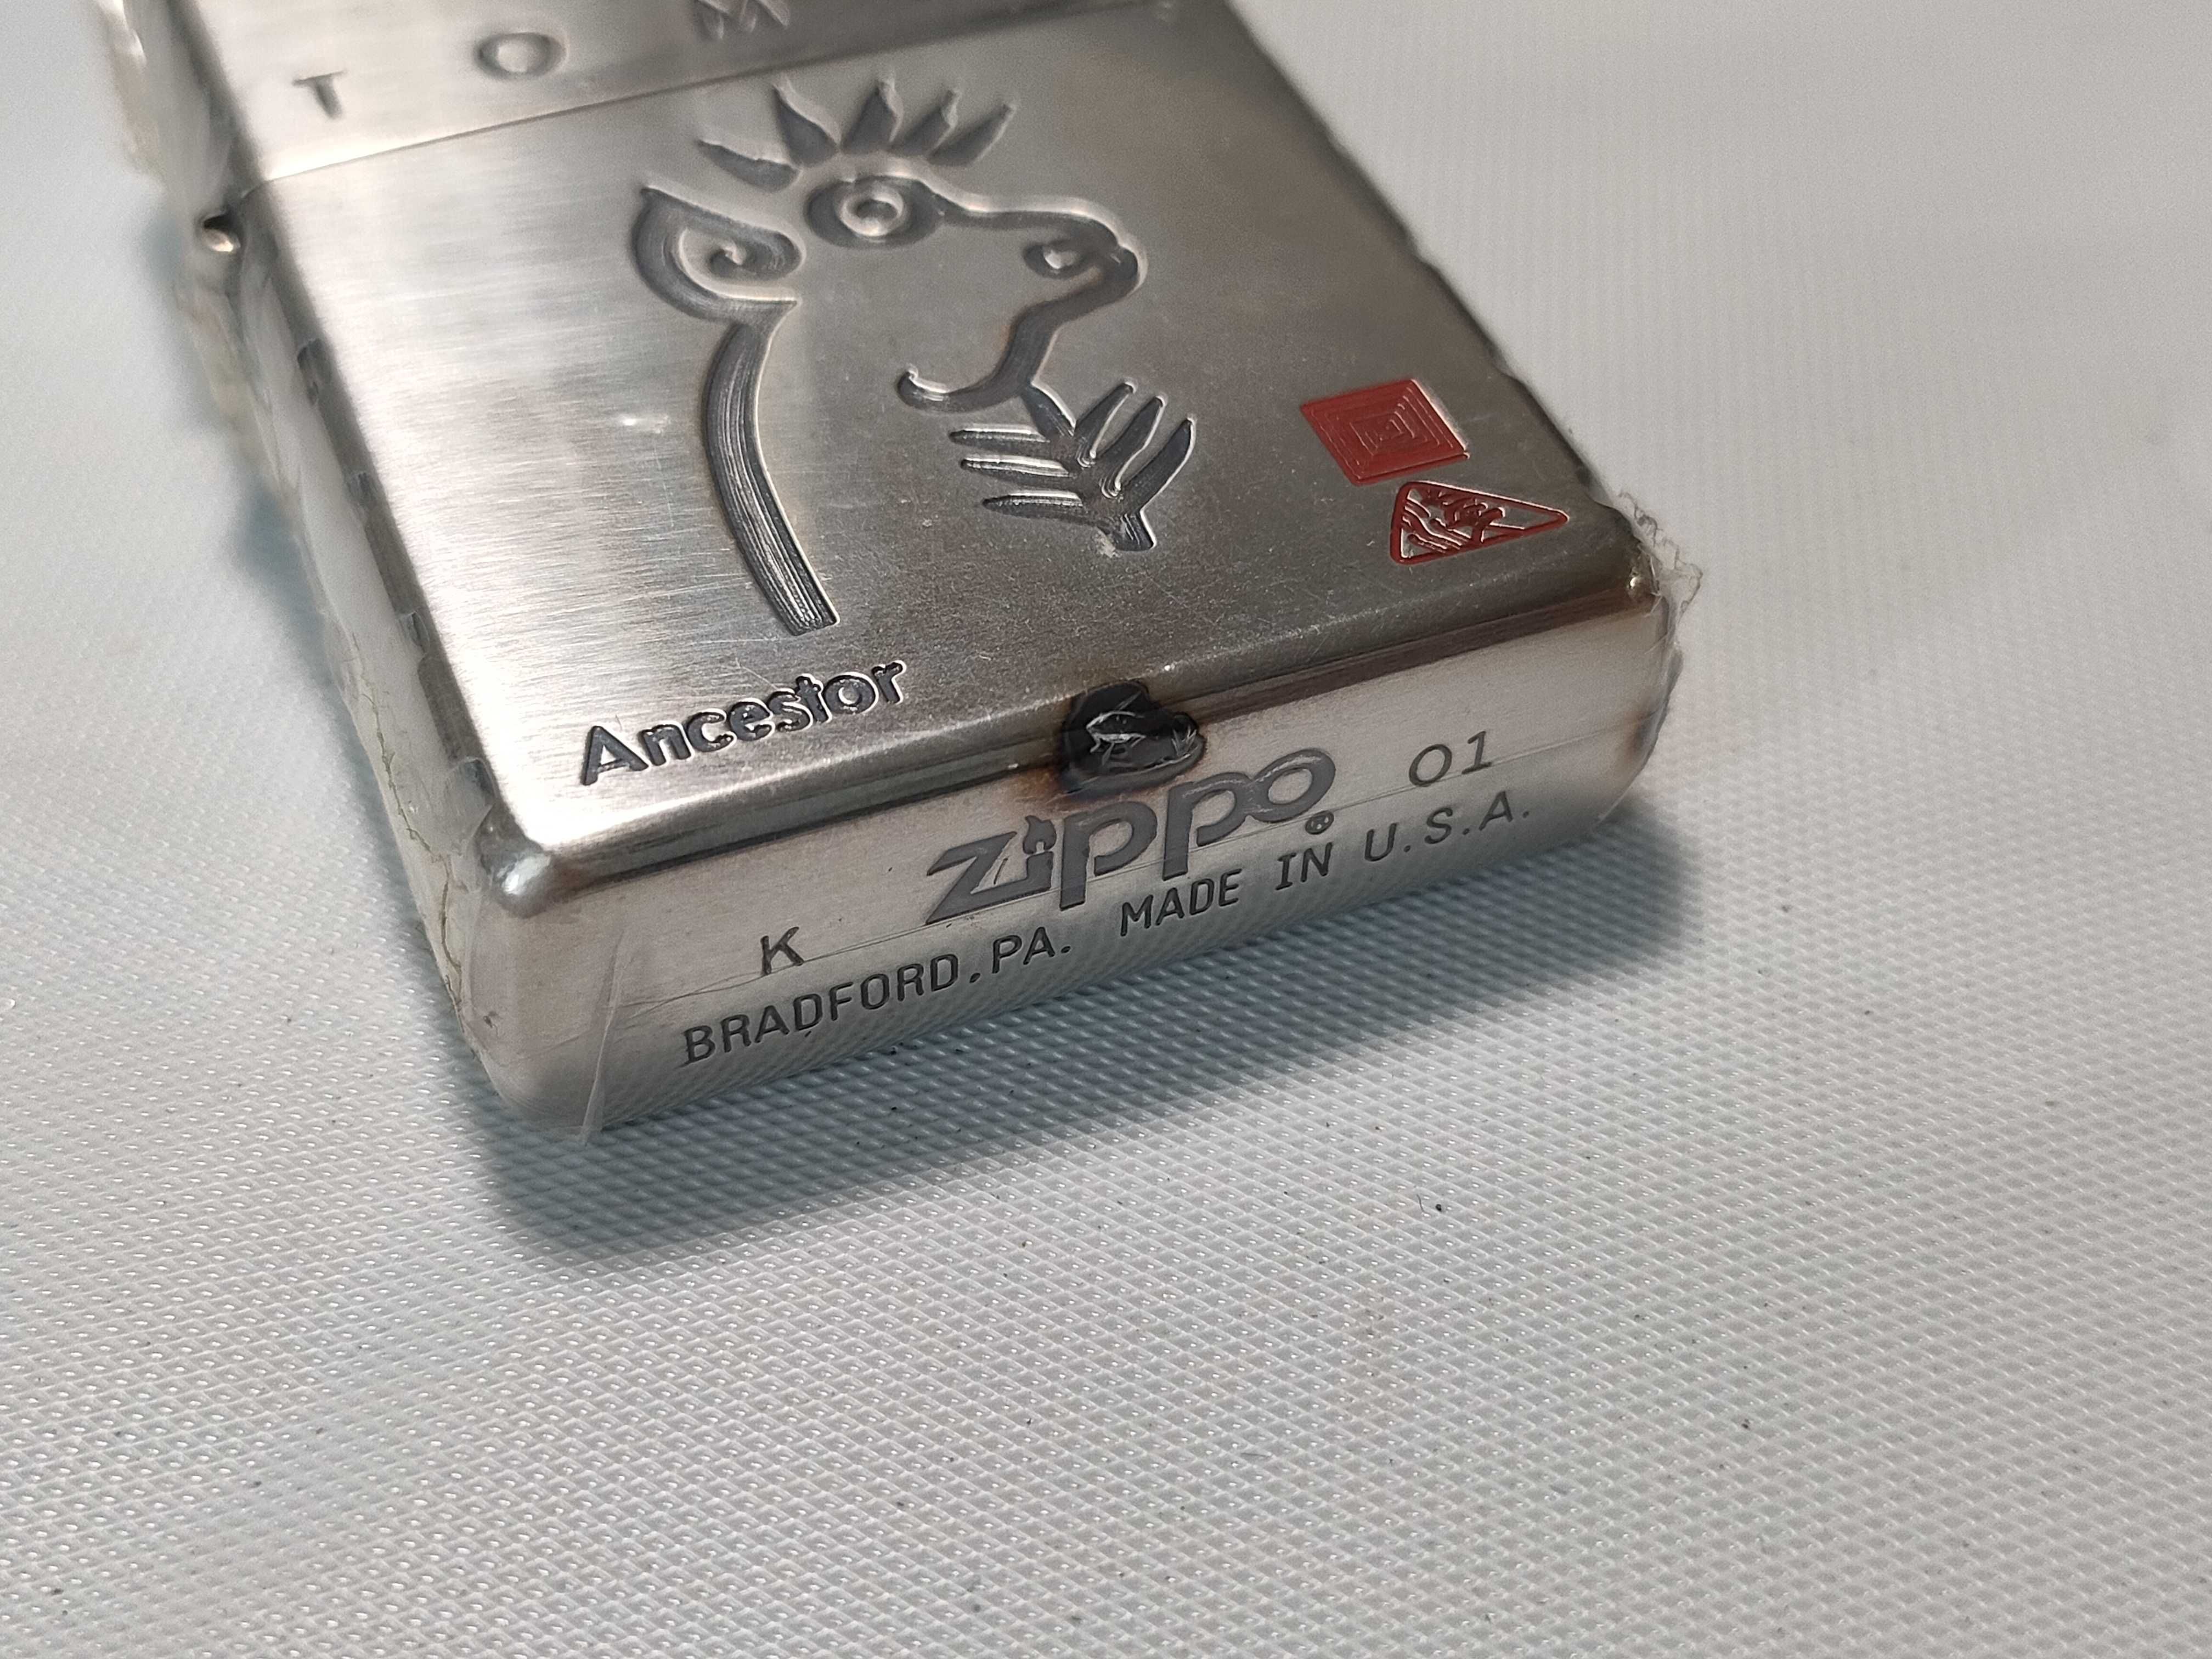 T O M
Ancestor
K zippo® 01
BRADFORD,PA. MADE IN U.S.A.